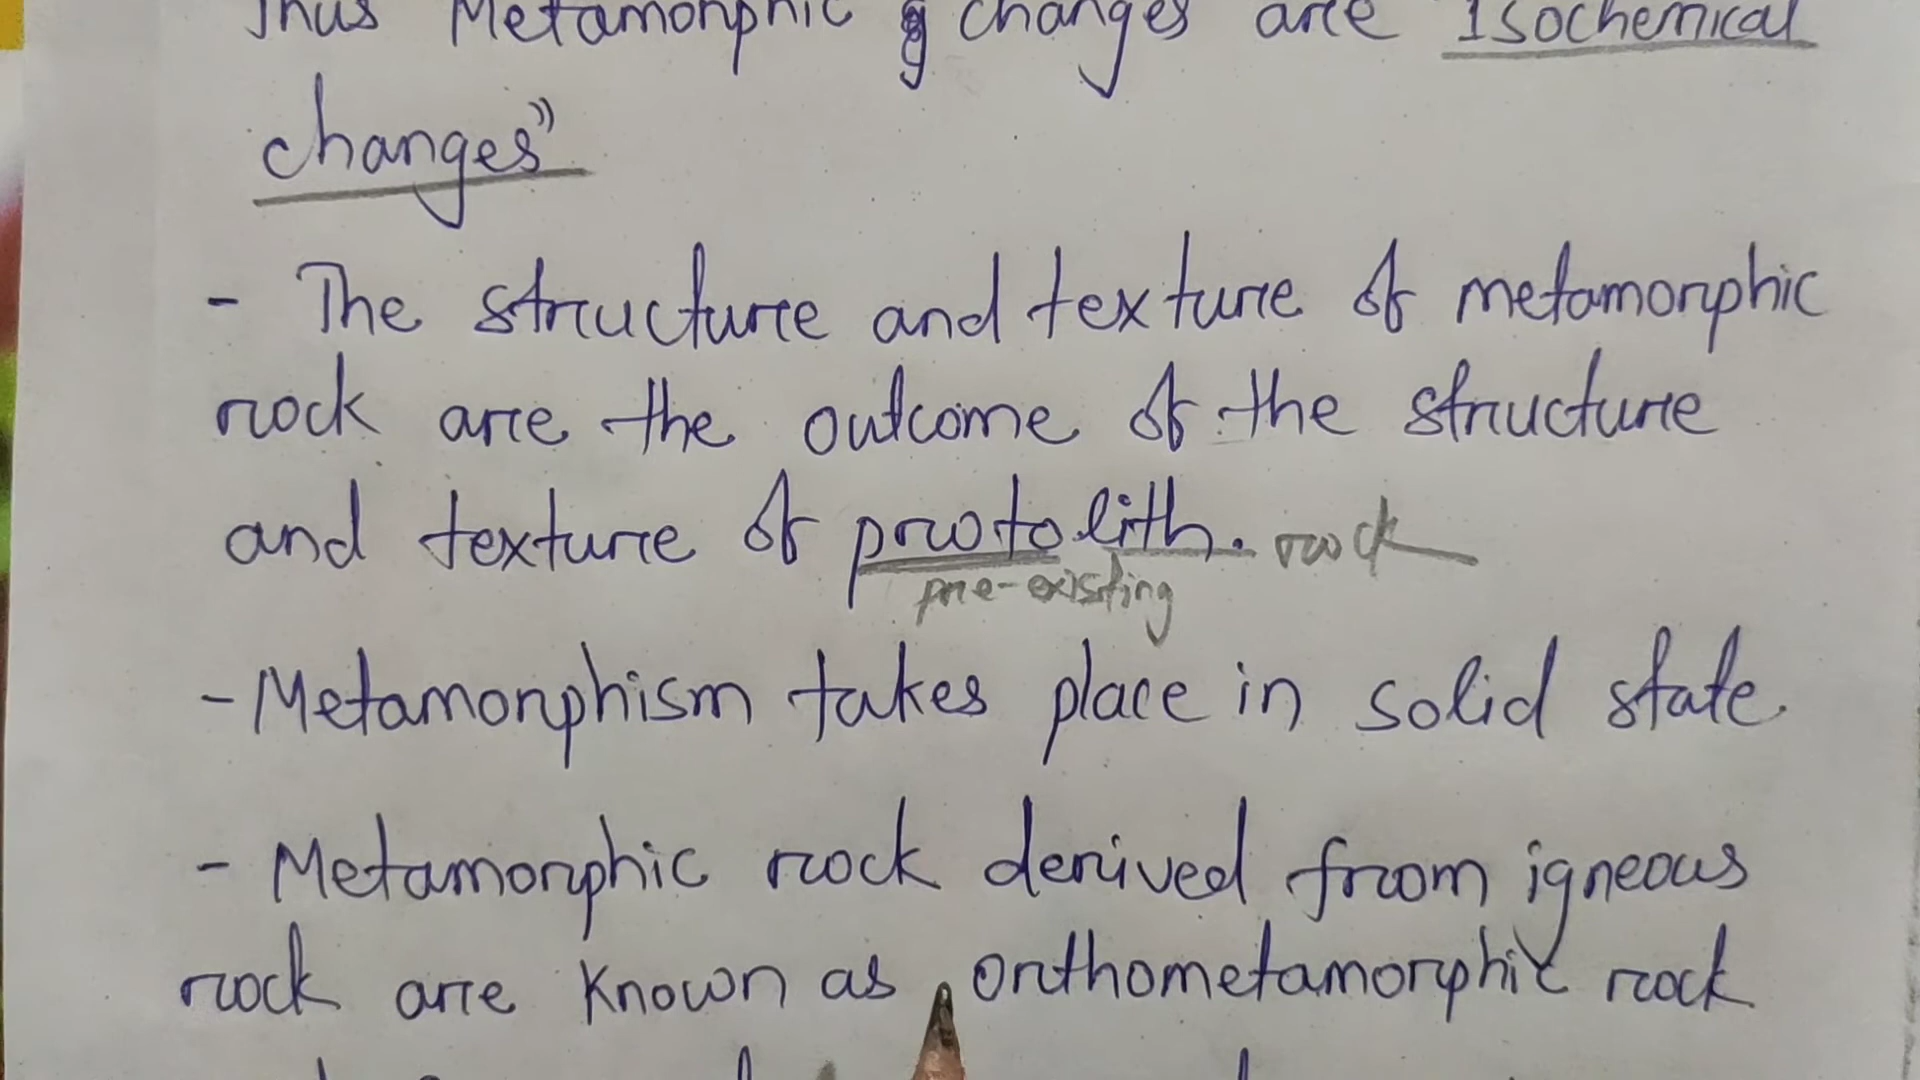 Thus Metamorphic changes are Isochemical
changes”
- The structure and texture of metamorphic
rock are the outcome of the structure
and texture of protolith. rock
pre-existing
- Metamorphism takes place in solid state.
- Metamorphic rock derived from igneous
rock are known as orthometamorphic rock